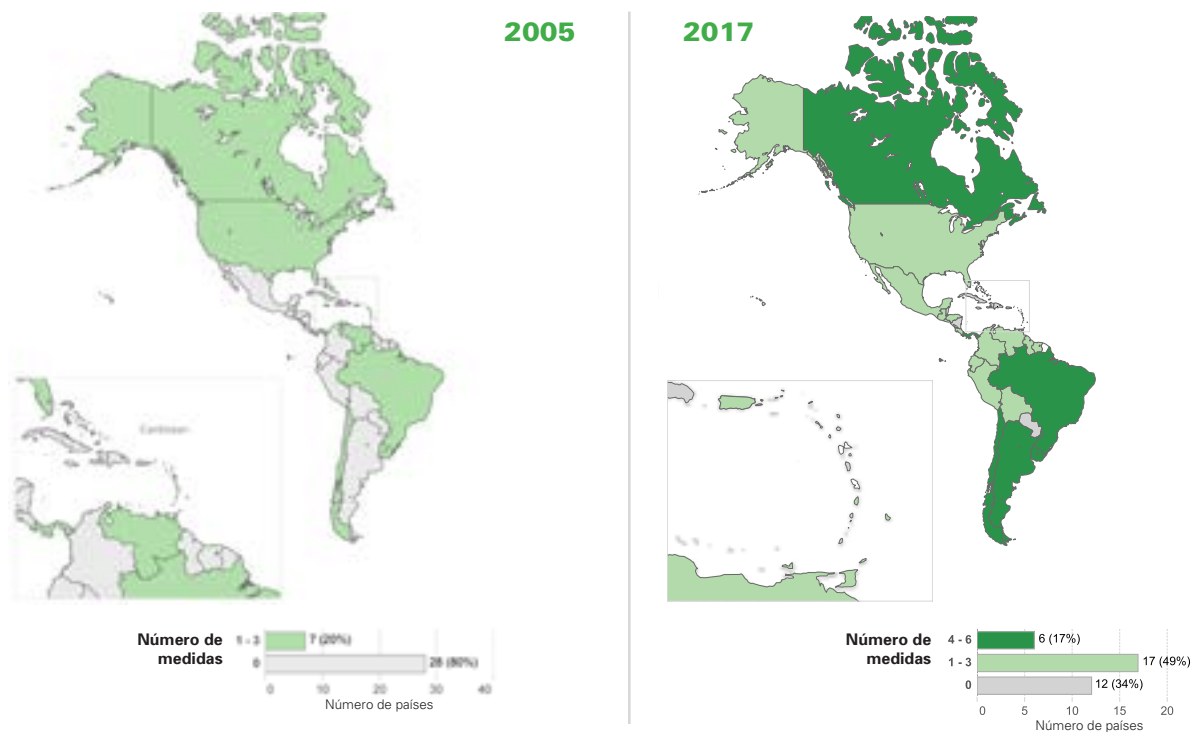 2005
Caribbean
Número de medidas
1 - 3
7 (20%)
0
28 (80%)
0 10 20 30 40
Número de países
2017
Número de medidas
4 - 6
6 (17%)
1 - 3
17 (49%)
0
12 (34%)
0 5 10 15 20
Número de países